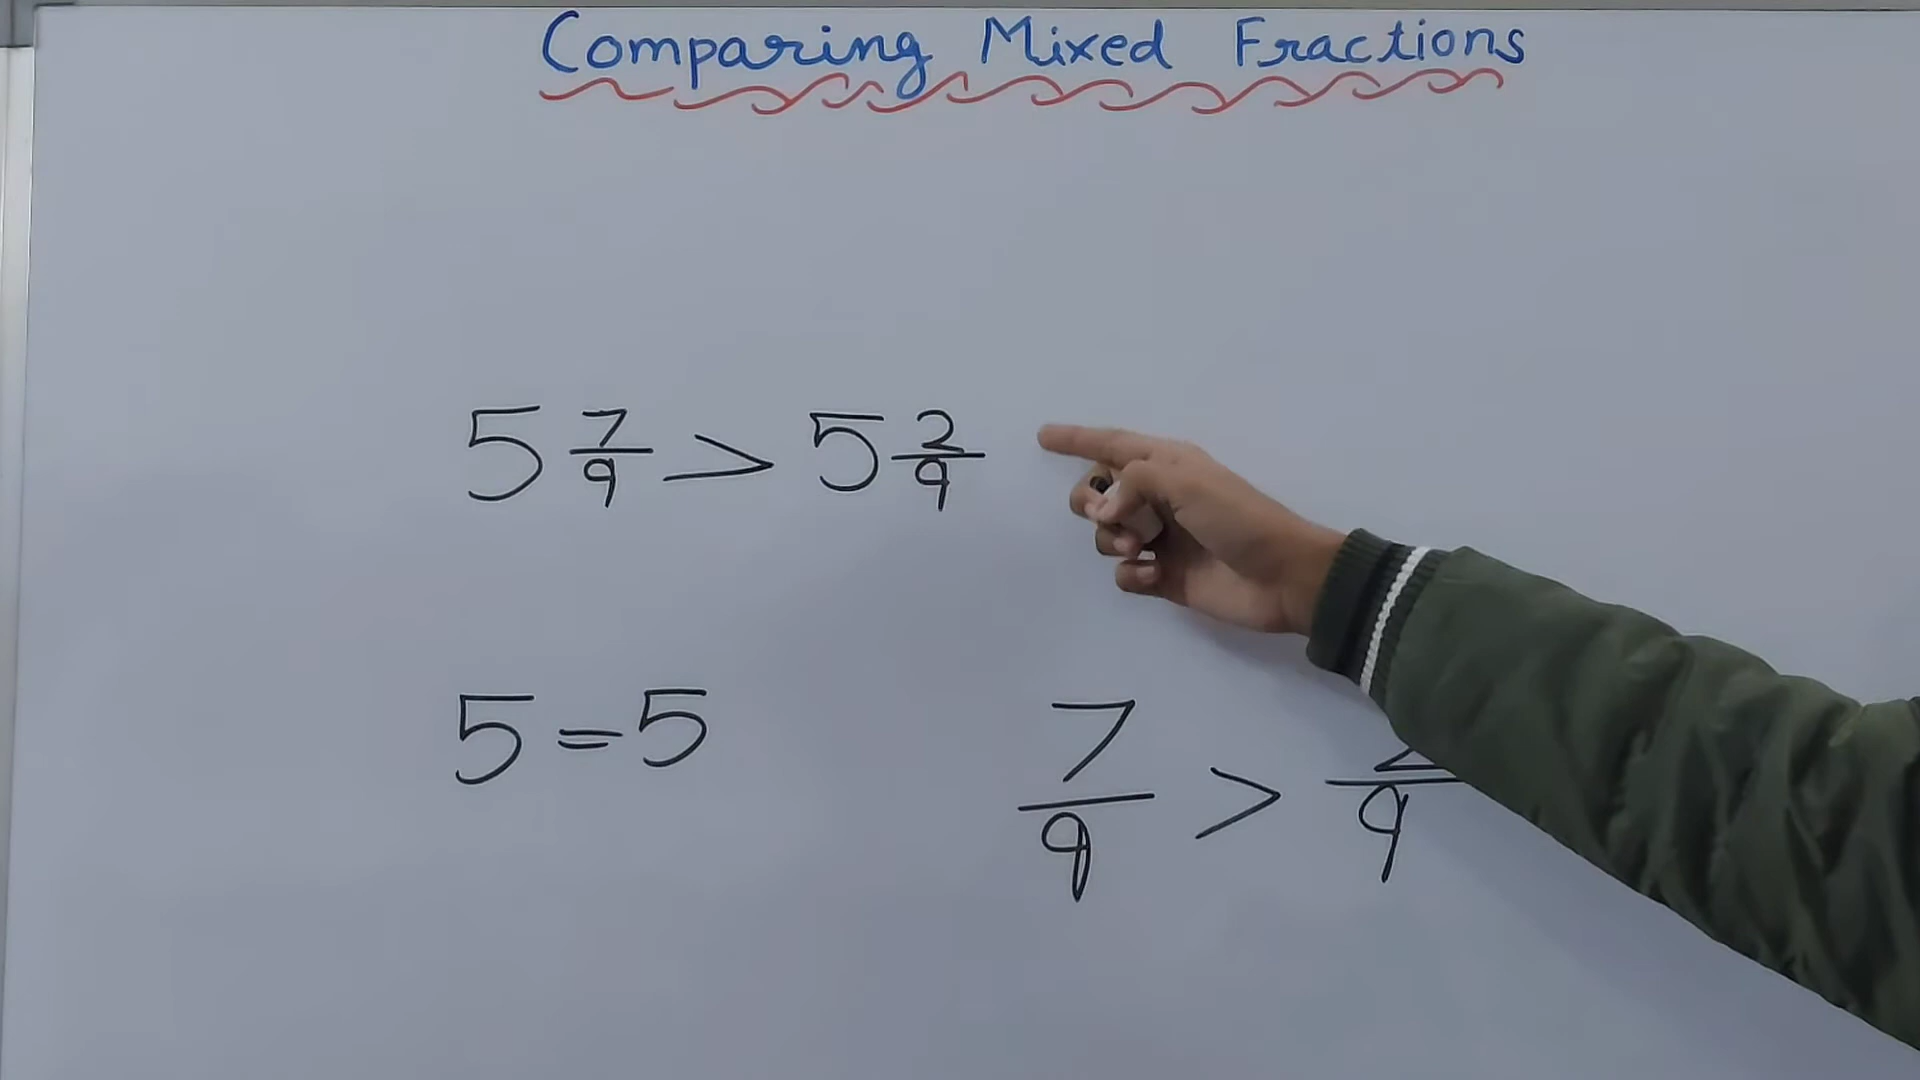 Comparing Mixed Fractions
5 7/9 > 5 2/9
5 = 5
7/9 > 2/9